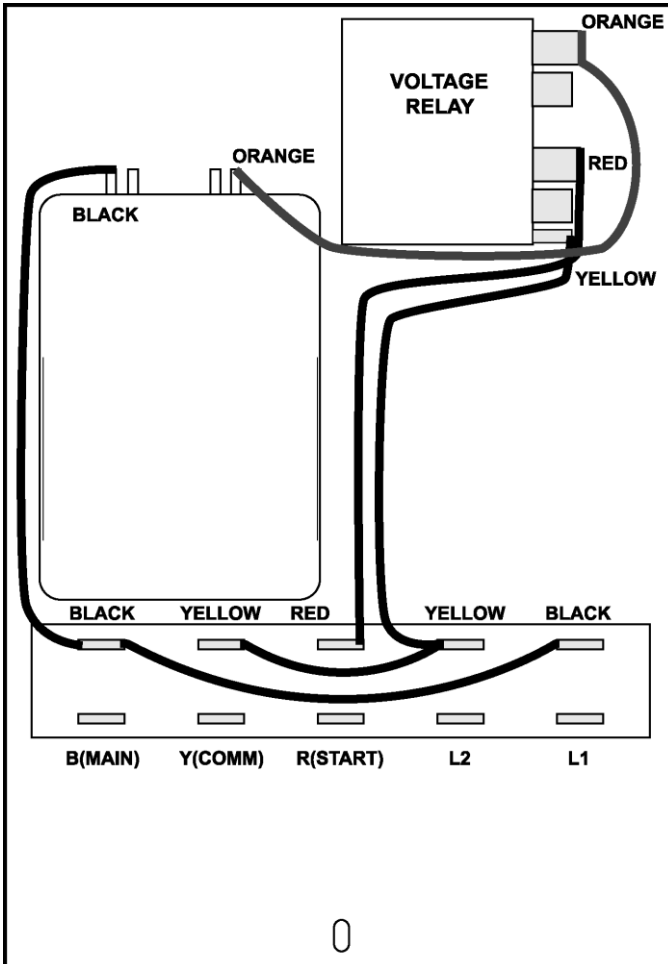 ORANGE
VOLTAGE
RELAY
ORANGE
RED
BLACK
YELLOW
BLACK YELLOW RED YELLOW BLACK
B(MAIN) Y(COMM) R(START) L2 L1